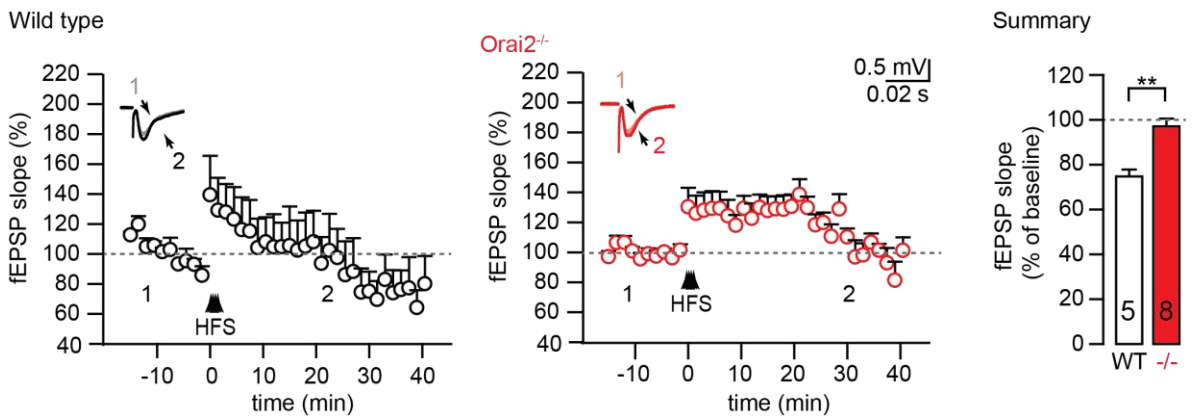 Wild type
fEPSP slope (%)
220
200
180
160
140
120
100
80
60
40
1
2
1
2
HFS
-10 0 10 20 30 40
time (min)
Orai2-/-
0.5 mV
0.02 s
fEPSP slope (%)
220
200
180
160
140
120
100
80
60
40
1
2
1
2
HFS
-10 0 10 20 30 40
time (min)
Summary
fEPSP slope
(% of baseline)
120
100
80
60
40
20
0
**
5
8
WT -/-